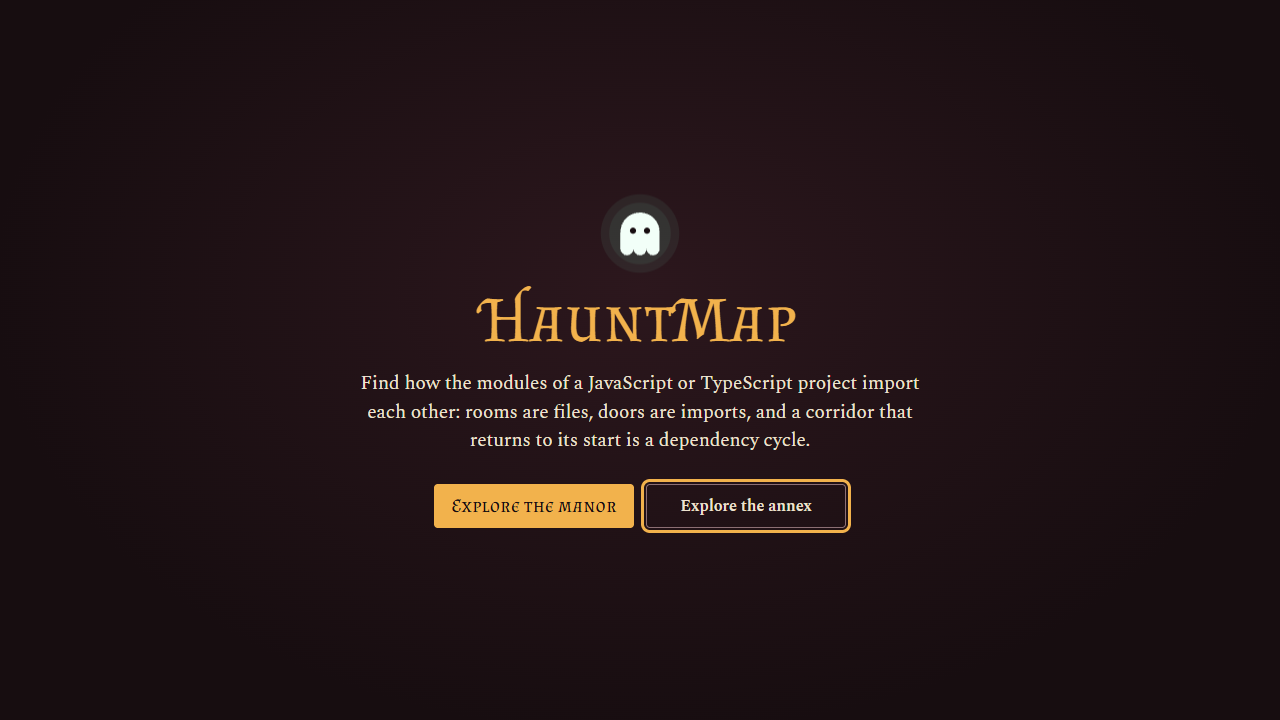 HauntMap
Find how the modules of a JavaScript or TypeScript project import
each other: rooms are files, doors are imports, and a corridor that
returns to its start is a dependency cycle.
Explore the manor
Explore the annex